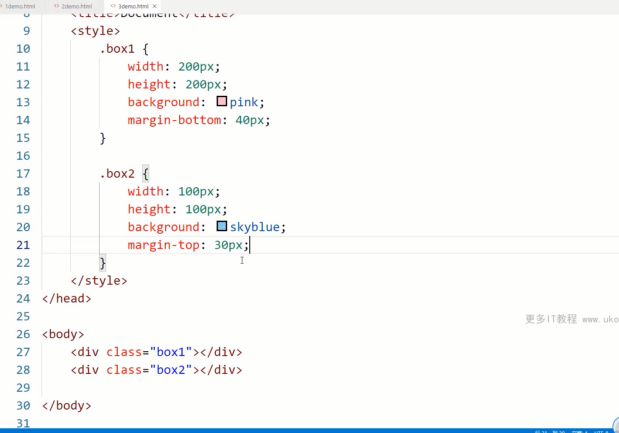 1demo.html 2demo.html 3demo.html ×
8 <title>Document</title>
9 <style>
10 .box1 {
11 width: 200px;
12 height: 200px;
13 background: pink;
14 margin-bottom: 40px;
15 }
16
17 .box2 {
18 width: 100px;
19 height: 100px;
20 background: skyblue;
21 margin-top: 30px;
22 }
23 </style>
24 </head>
25
更多IT教程 www.uko
26 <body>
27 <div class="box1"></div>
28 <div class="box2"></div>
29
30 </body>
31